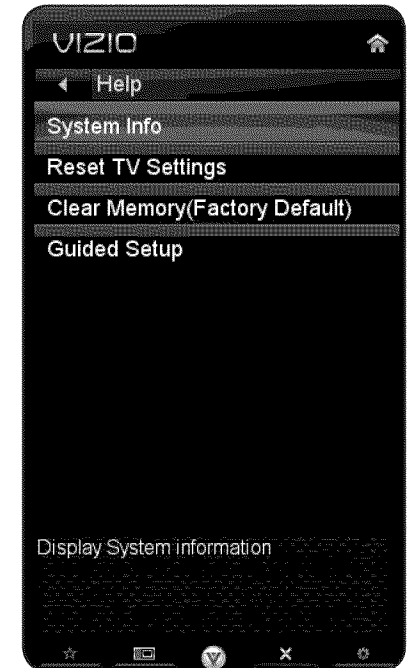 VIZIO
Help
System Info
Reset TV Settings
Clear Memory(Factory Default)
Guided Setup
Display System information
V